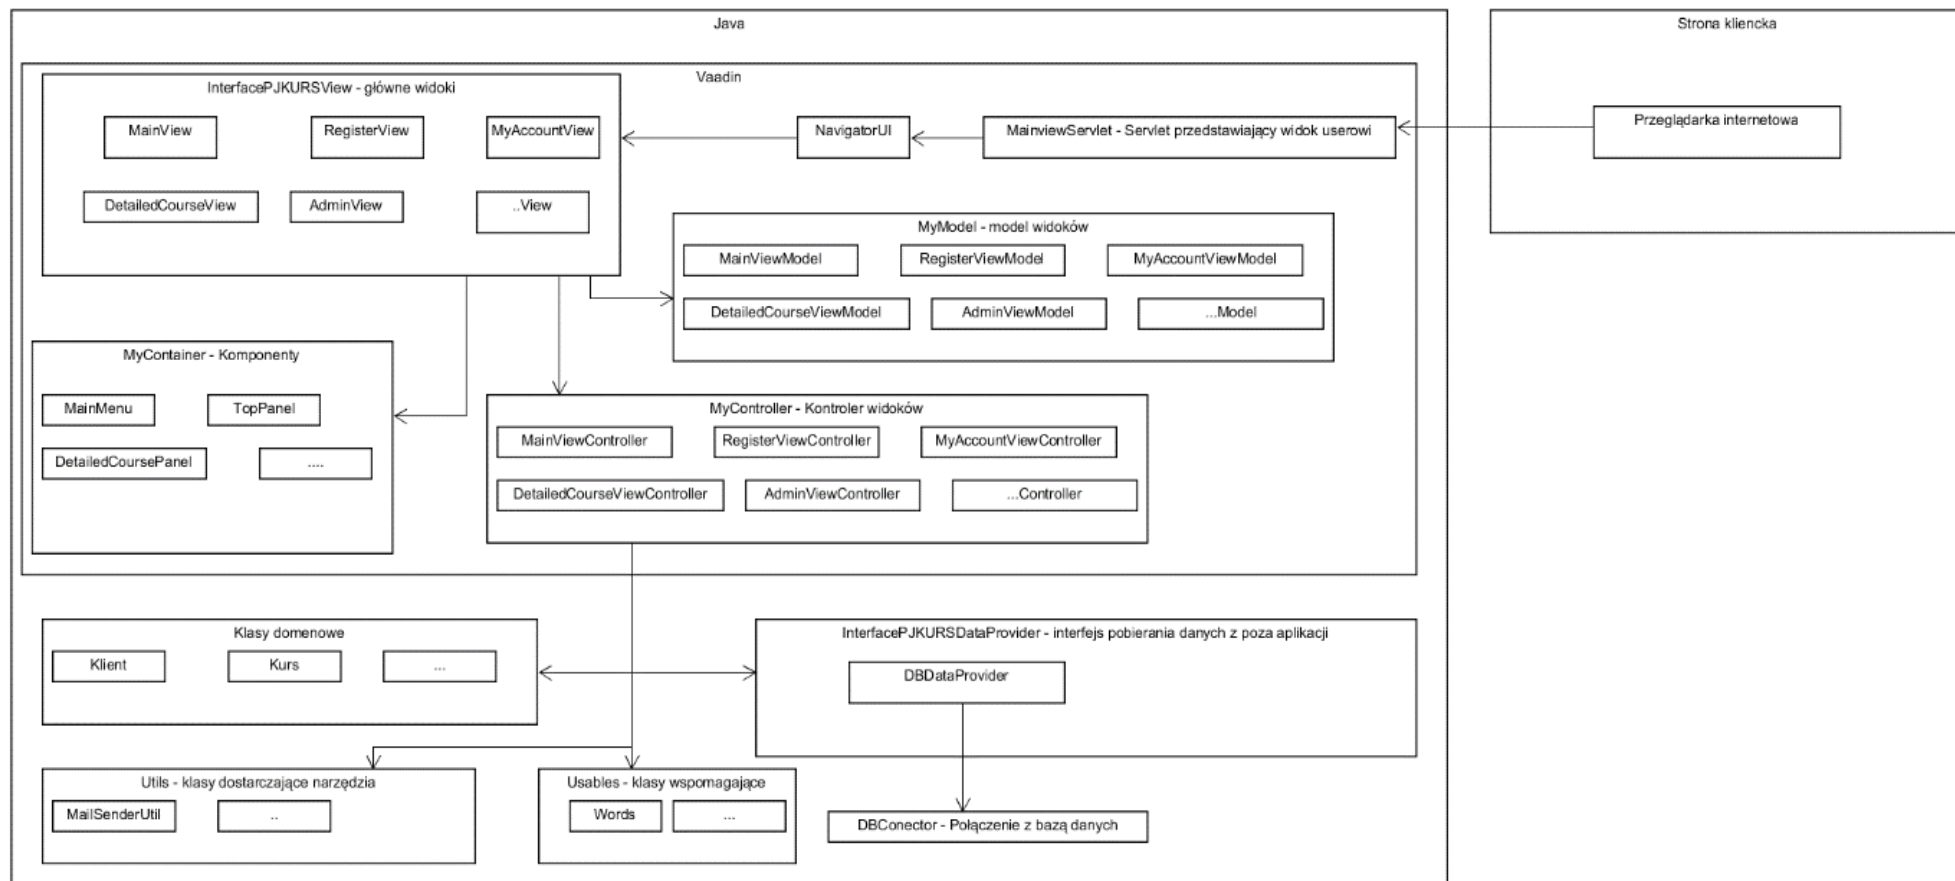 Java
Strona kliencka
Vaadin
InterfacePJKURSView - główne widoki
MainView
RegisterView
MyAccountView
DetailedCourseView
AdminView
..View
NavigatorUI
MainviewServlet - Servlet przedstawiający widok userowi
Przeglądarka internetowa
MyModel - model widoków
MainViewModel
RegisterViewModel
MyAccountViewModel
DetailedCourseViewModel
AdminViewModel
...Model
MyContainer - Komponenty
MainMenu
TopPanel
DetailedCoursePanel
....
MyController - Kontroler widoków
MainViewController
RegisterViewController
MyAccountViewController
DetailedCourseViewController
AdminViewController
...Controller
Klasy domenowe
Klient
Kurs
...
InterfacePJKURSDataProvider - interfejs pobierania danych z poza aplikacji
DBDataProvider
Utils - klasy dostarczające narzędzia
MailSenderUtil
..
Usables - klasy wspomagające
Words
...
DBConector - Połączenie z bazą danych